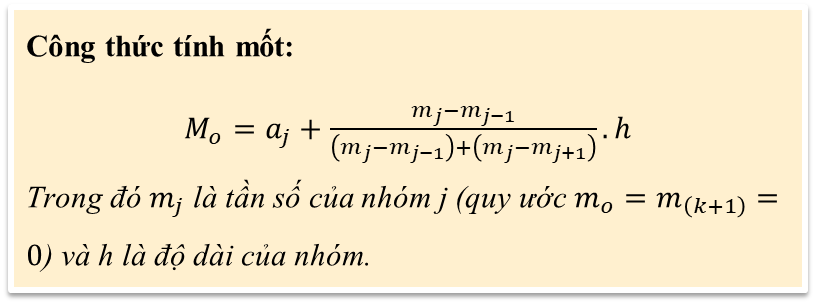 Công thức tính mốt:
$M_o = a_j + \frac{m_j - m_{j-1}}{(m_j - m_{j-1}) + (m_j - m_{j+1})} . h$
Trong đó $m_j$ là tần số của nhóm j (quy ước $m_o = m_{(k+1)} =$
$0$) và h là độ dài của nhóm.